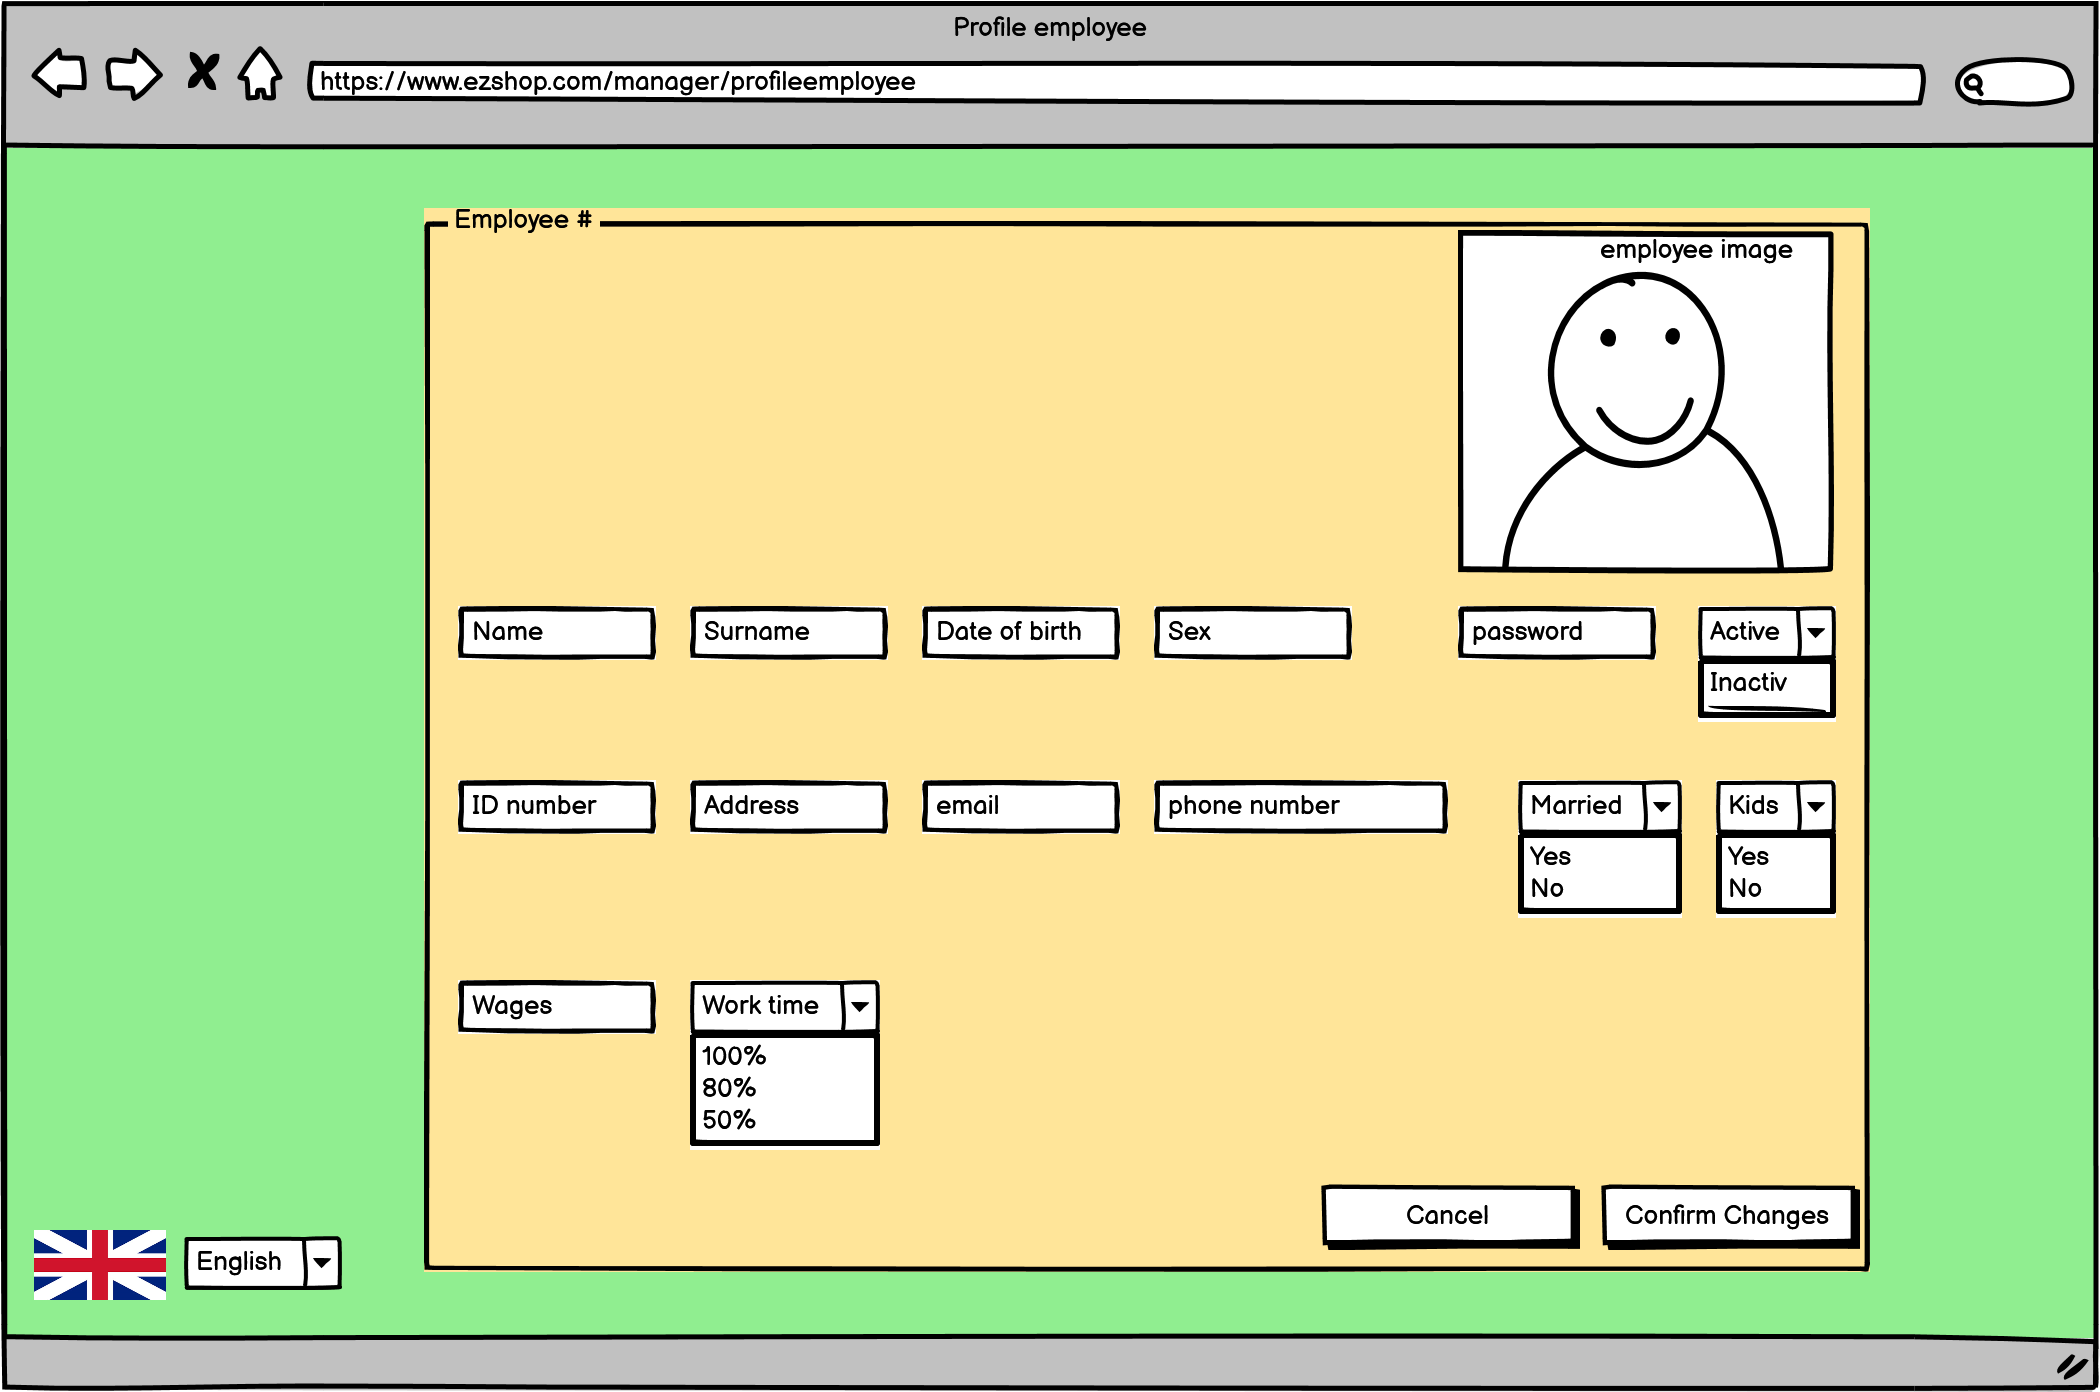 Profile employee
https://www.ezshop.com/manager/profileemployee
Employee #
employee image
Name
Surname
Date of birth
Sex
password
Active
Inactiv
ID number
Address
email
phone number
Married
Yes
No
Kids
Yes
No
Wages
Work time
100%
80%
50%
Cancel
Confirm Changes
English